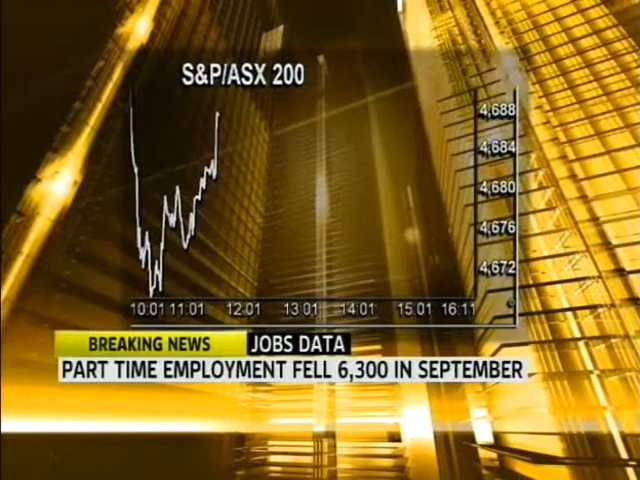 S&P/ASX 200
4,688
4,684
4,680
4,676
4,672
10:01 11:01 12:01 13:01 14:01 15:01 16:11
BREAKING NEWS JOBS DATA
PART TIME EMPLOYMENT FELL 6,300 IN SEPTEMBER